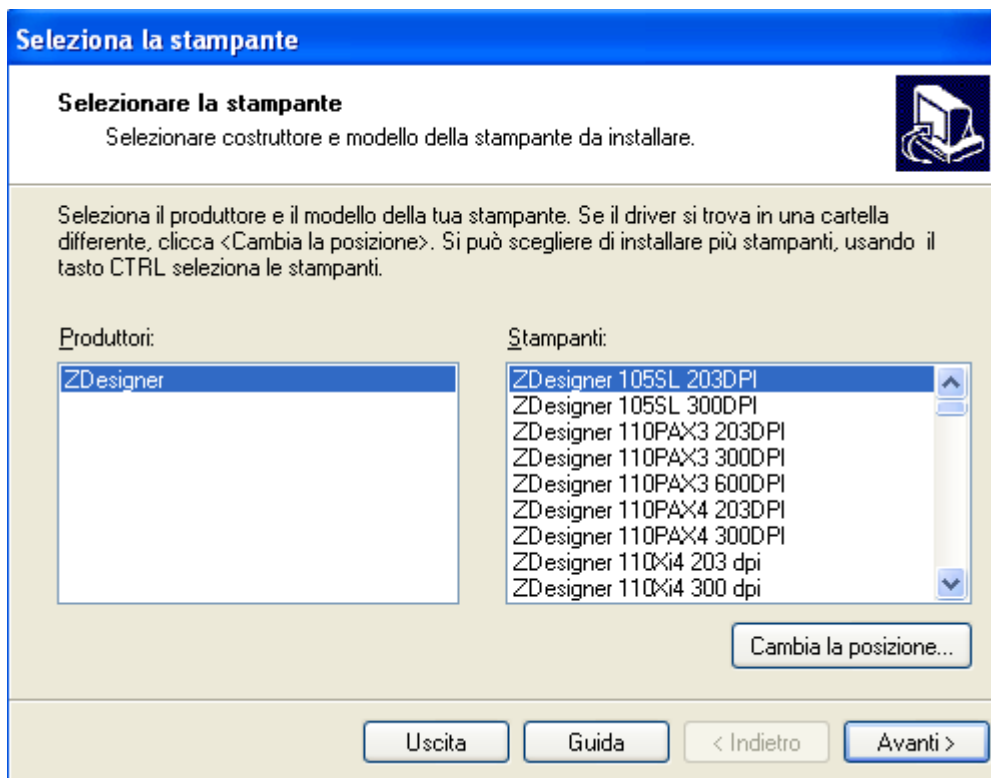 Seleziona la stampante
Selezionare la stampante
Selezionare costruttore e modello della stampante da installare.
Seleziona il produttore e il modello della tua stampante. Se il driver si trova in una cartella
differente, clicca <Cambia la posizione>. Si può scegliere di installare più stampanti, usando  il
tasto CTRL seleziona le stampanti.
Produttori:
ZDesigner
Stampanti:
ZDesigner 105SL 203DPI
ZDesigner 105SL 300DPI
ZDesigner 110PAX3 203DPI
ZDesigner 110PAX3 300DPI
ZDesigner 110PAX3 600DPI
ZDesigner 110PAX4 203DPI
ZDesigner 110PAX4 300DPI
ZDesigner 110Xi4 203 dpi
ZDesigner 110Xi4 300 dpi
Cambia la posizione...
Uscita
Guida
< Indietro
Avanti >